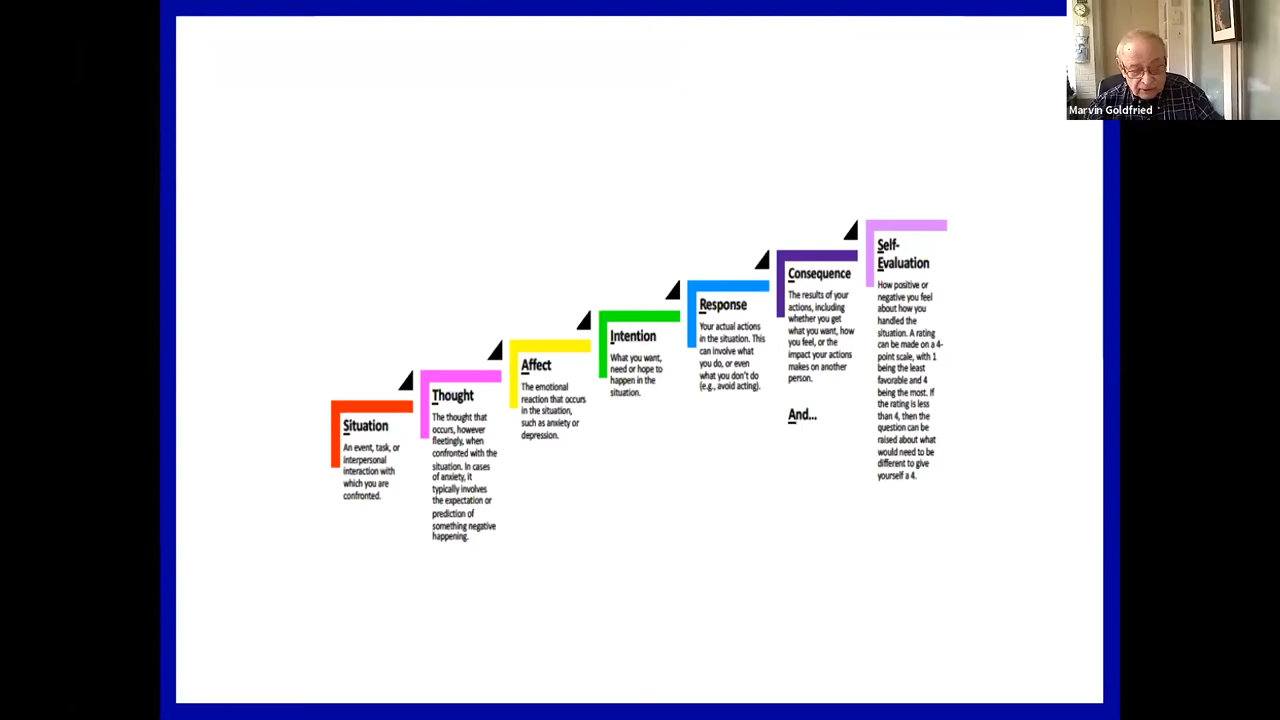 Marvin Goldfried
Situation
An event, task, or
interpersonal
interaction with
which you are
confronted.
Thought
The thought that
occurs, however
fleetingly, when
confronted with the
situation. In cases
of anxiety, it
typically involves
the expectation or
prediction of
something negative
happening.
Affect
The emotional
reaction that occurs
in the situation,
such as anxiety or
depression.
Intention
What you want,
need or hope to
happen in the
situation.
Response
Your actual actions
in the situation. This
can involve what
you do, or even
what you don't do
(e.g., avoid acting).
Consequence
The results of your
actions, including
whether you get
what you want, how
you feel, or the
impact your actions
makes on another
person.
And...
Self-
Evaluation
How positive or
negative you feel
about how you
handled the
situation. A rating
can be made on a 4-
point scale, with 1
being the least
favorable and 4
being the most. If
the rating is less
than 4, then the
question can be
raised about what
would need to be
different to give
yourself a 4.